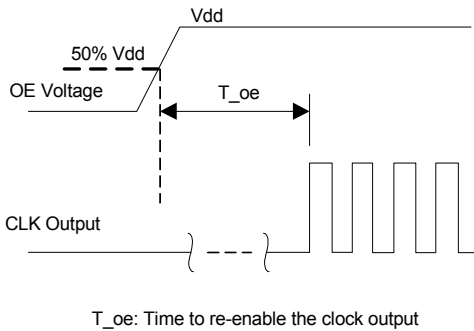 Vdd
50% Vdd
OE Voltage
T_oe
CLK Output
T_oe: Time to re-enable the clock output